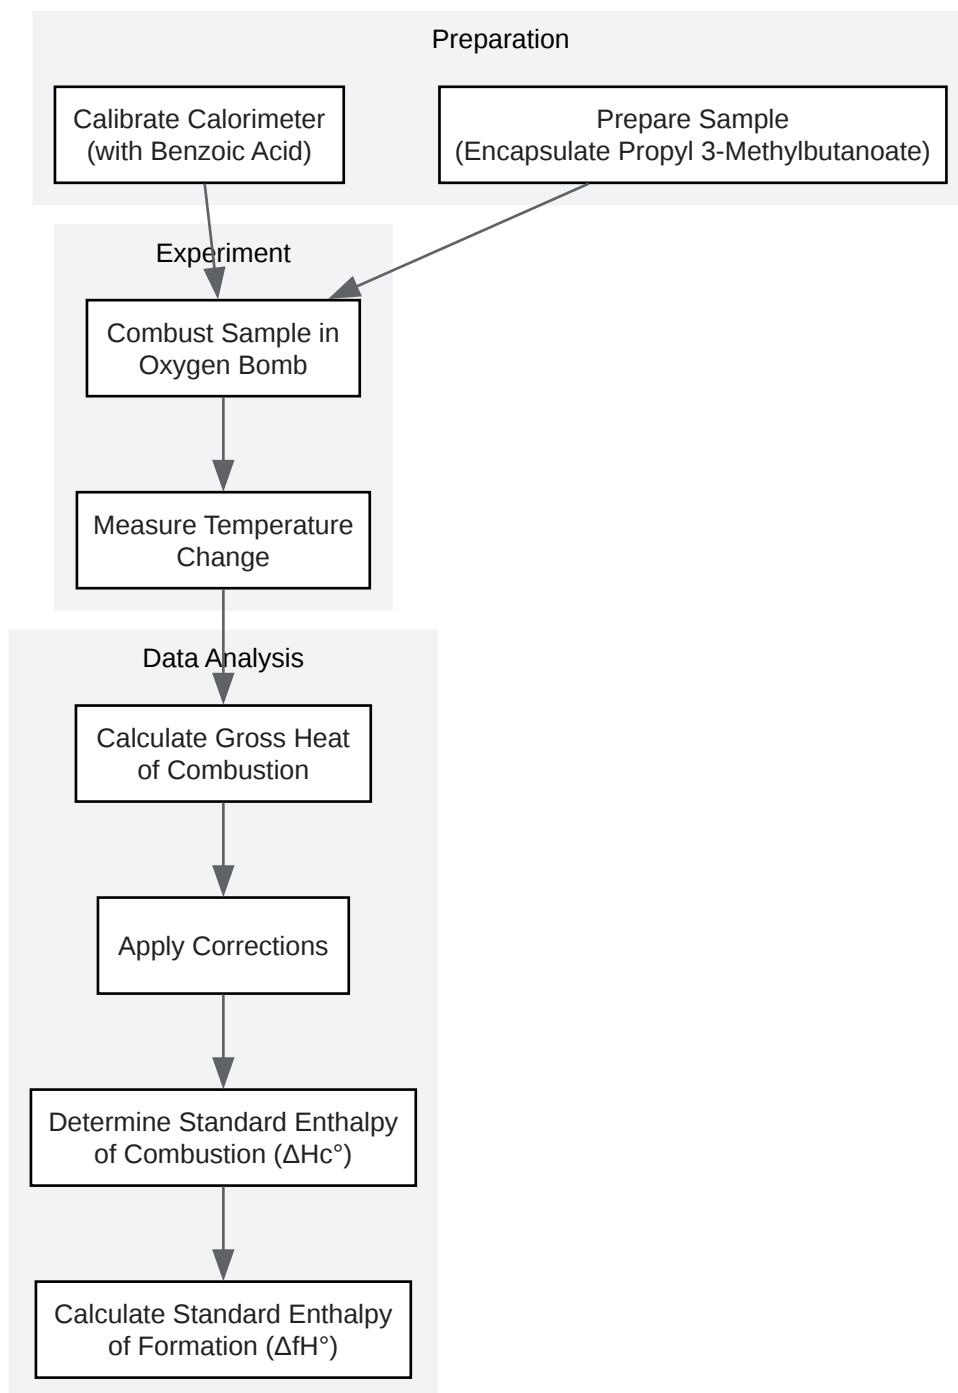 Preparation
Calibrate Calorimeter
(with Benzoic Acid)
Prepare Sample
(Encapsulate Propyl 3-Methylbutanoate)
Experiment
Combust Sample in
Oxygen Bomb
Measure Temperature
Change
Data Analysis
Calculate Gross Heat
of Combustion
Apply Corrections
Determine Standard Enthalpy
of Combustion (ΔHc°)
Calculate Standard Enthalpy
of Formation (ΔfH°)